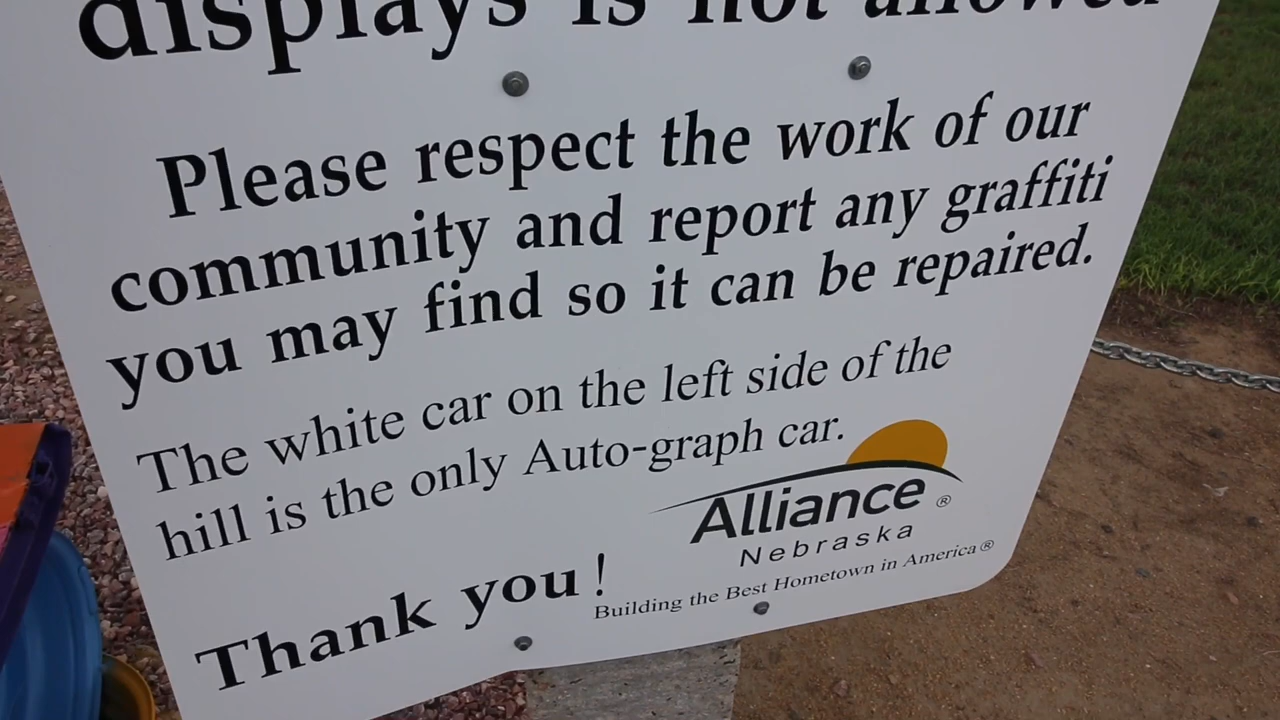 displays is not allowed
Please respect the work of our
community and report any graffiti
you may find so it can be repaired.
The white car on the left side of the
hill is the only Auto-graph car.
Thank you!
Alliance ®
Nebraska
Building the Best Hometown in America®